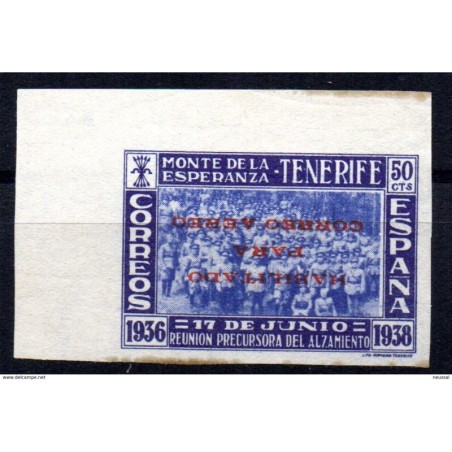 MONTE DE LA
ESPERANZA - TENERIFE
50
CTS
CORREOS
ESPAÑA
HABILITADO
PARA
CORREO AEREO
1936
= 17 DE JUNIO =
1938
REUNION PRECURSORA DEL ALZAMIENTO